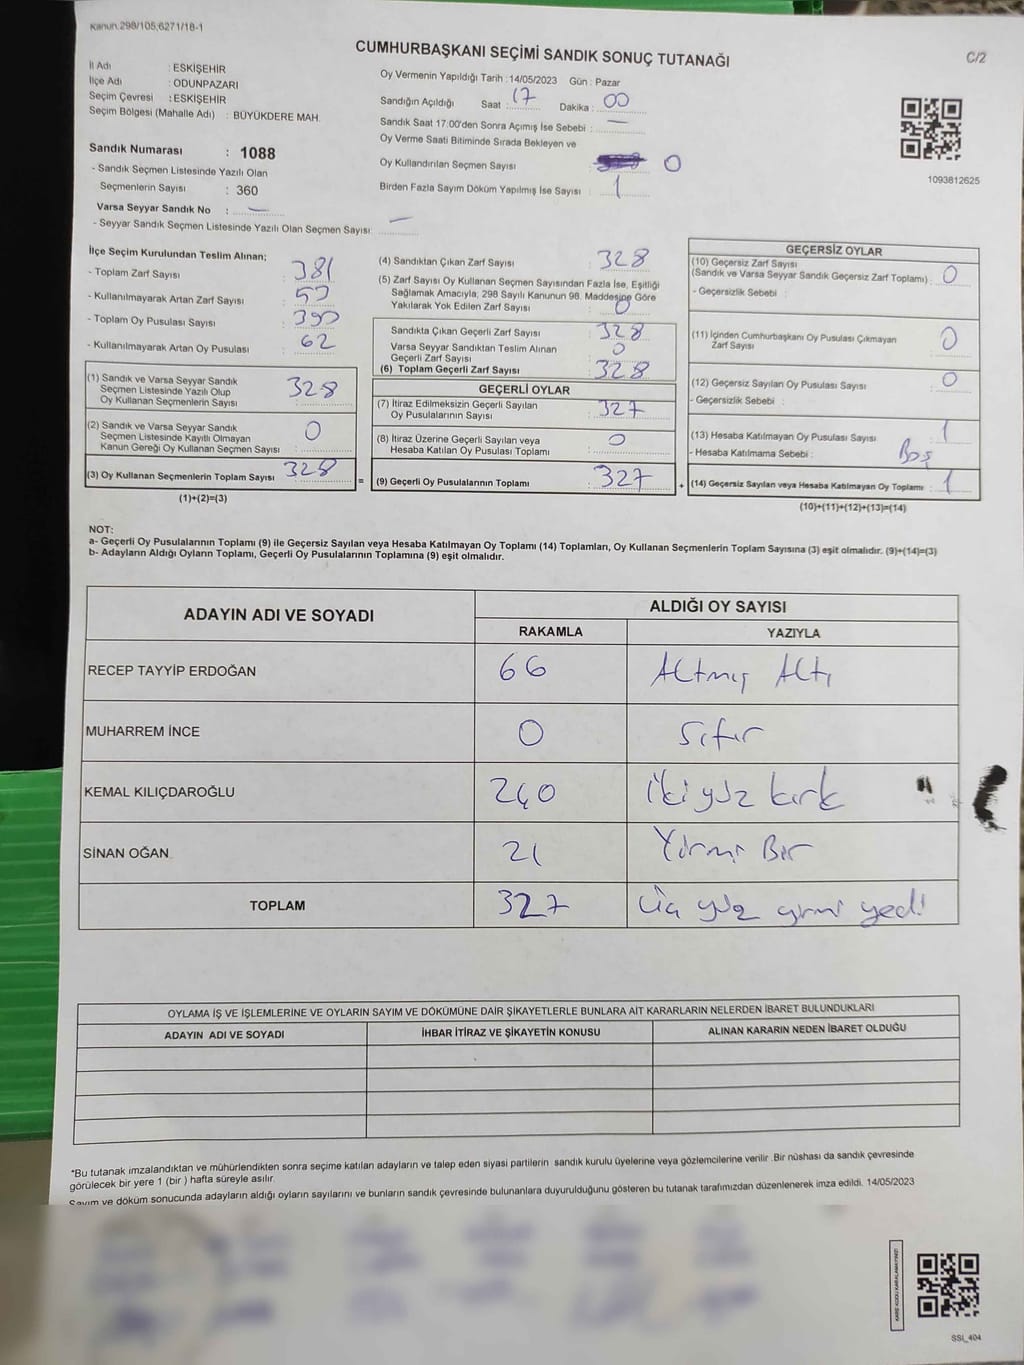 Kanun:298/105,6271/18-1
CUMHURBAŞKANI SEÇİMİ SANDIK SONUÇ TUTANAĞI
C/2
İl Adı : ESKİŞEHİR
İlçe Adı : ODUNPAZARI
Seçim Çevresi : ESKİŞEHİR
Seçim Bölgesi (Mahalle Adı) : BÜYÜKDERE MAH.
Sandık Numarası : 1088
- Sandık Seçmen Listesinde Yazılı Olan
Seçmenlerin Sayısı : 360
Varsa Seyyar Sandık No : —
- Seyyar Sandık Seçmen Listesinde Yazılı Olan Seçmen Sayısı: —
Oy Vermenin Yapıldığı Tarih : 14/05/2023 Gün : Pazar
Sandığın Açıldığı Saat : 17 Dakika : 00
Sandık Saat 17:00'den Sonra Açımış İse Sebebi : —
Oy Verme Saati Bitiminde Sırada Bekleyen ve
Oy Kullandırılan Seçmen Sayısı : 0
Birden Fazla Sayım Döküm Yapılmış İse Sayısı : 1
1093812625
İlçe Seçim Kurulundan Teslim Alınan;
- Toplam Zarf Sayısı : 381
- Kullanılmayarak Artan Zarf Sayısı :
- Toplam Oy Pusulası Sayısı : 390
- Kullanılmayarak Artan Oy Pusulası : 62
(1) Sandık ve Varsa Seyyar Sandık
Seçmen Listesinde Yazılı Olup
Oy Kullanan Seçmenlerin Sayısı : 328
(2) Sandık ve Varsa Seyyar Sandık
Seçmen Listesinde Kayıtlı Olmayan
Kanun Gereği Oy Kullanan Seçmen Sayısı : 0
(3) Oy Kullanan Seçmenlerin Toplam Sayısı : 328
(1)+(2)=(3)
=
(4) Sandıktan Çıkan Zarf Sayısı : 328
(5) Zarf Sayısı Oy Kullanan Seçmen Sayısından Fazla İse, Eşitliği
Sağlamak Amacıyla, 298 Sayılı Kanunun 98. Maddesine Göre
Yakılarak Yok Edilen Zarf Sayısı : 0
Sandıkta Çıkan Geçerli Zarf Sayısı : 328
Varsa Seyyar Sandıktan Teslim Alınan
Geçerli Zarf Sayısı : 0
(6) Toplam Geçerli Zarf Sayısı : 328
GEÇERLİ OYLAR
(7) İtiraz Edilmeksizin Geçerli Sayılan
Oy Pusulalarının Sayısı : 327
(8) İtiraz Üzerine Geçerli Sayılan veya
Hesaba Katılan Oy Pusulası Toplamı : 0
(9) Geçerli Oy Pusulalarının Toplamı : 327
+
GEÇERSİZ OYLAR
(10) Geçersiz Zarf Sayısı
(Sandık ve Varsa Seyyar Sandık Geçersiz Zarf Toplamı) : 0
- Geçersizlik Sebebi :
(11) İçinden Cumhurbaşkanı Oy Pusulası Çıkmayan
Zarf Sayısı : 0
(12) Geçersiz Sayılan Oy Pusulası Sayısı : 0
- Geçersizlik Sebebi :
(13) Hesaba Katılmayan Oy Pusulası Sayısı : 1
- Hesaba Katılmama Sebebi : Boş
(14) Geçersiz Sayılan veya Hesaba Katılmayan Oy Toplamı : 1
(10)+(11)+(12)+(13)=(14)
NOT:
a- Geçerli Oy Pusulalarının Toplamı (9) ile Geçersiz Sayılan veya Hesaba Katılmayan Oy Toplamı (14) Toplamları, Oy Kullanan Seçmenlerin Toplam Sayısına (3) eşit olmalıdır. (9)+(14)=(3)
b- Adayların Aldığı Oyların Toplamı, Geçerli Oy Pusulalarının Toplamına (9) eşit olmalıdır.
ADAYIN ADI VE SOYADI ALDIĞI OY SAYISI
RAKAMLA YAZIYLA
RECEP TAYYİP ERDOĞAN 66 Altmış Altı
MUHARREM İNCE 0 Sıfır
KEMAL KILIÇDAROĞLU 240 İki yüz kırk
SİNAN OĞAN 21 Yirmi Bir
TOPLAM 327 Üç yüz yirmi yedi
OYLAMA İŞ VE İŞLEMLERİNE VE OYLARIN SAYIM VE DÖKÜMÜNE DAİR ŞİKAYETLERLE BUNLARA AİT KARARLARIN NELERDEN İBARET BULUNDUKLARI
ADAYIN ADI VE SOYADI İHBAR İTİRAZ VE ŞİKAYETİN KONUSU ALINAN KARARIN NEDEN İBARET OLDUĞU
*Bu tutanak imzalandıktan ve mühürlendikten sonra seçime katılan adayların ve talep eden siyasi partilerin sandık kurulu üyelerine veya gözlemcilerine verilir .Bir nüshası da sandık çevresinde
görülecek bir yere 1 (bir ) hafta süreyle asılır.
Sayım ve döküm sonucunda adayların aldığı oyların sayılarını ve bunların sandık çevresinde bulunanlara duyurulduğunu gösteren bu tutanak tarafımızdan düzenlenerek imza edildi. 14/05/2023
KARE KODU KARALAMAYINIZ!
SSI_404